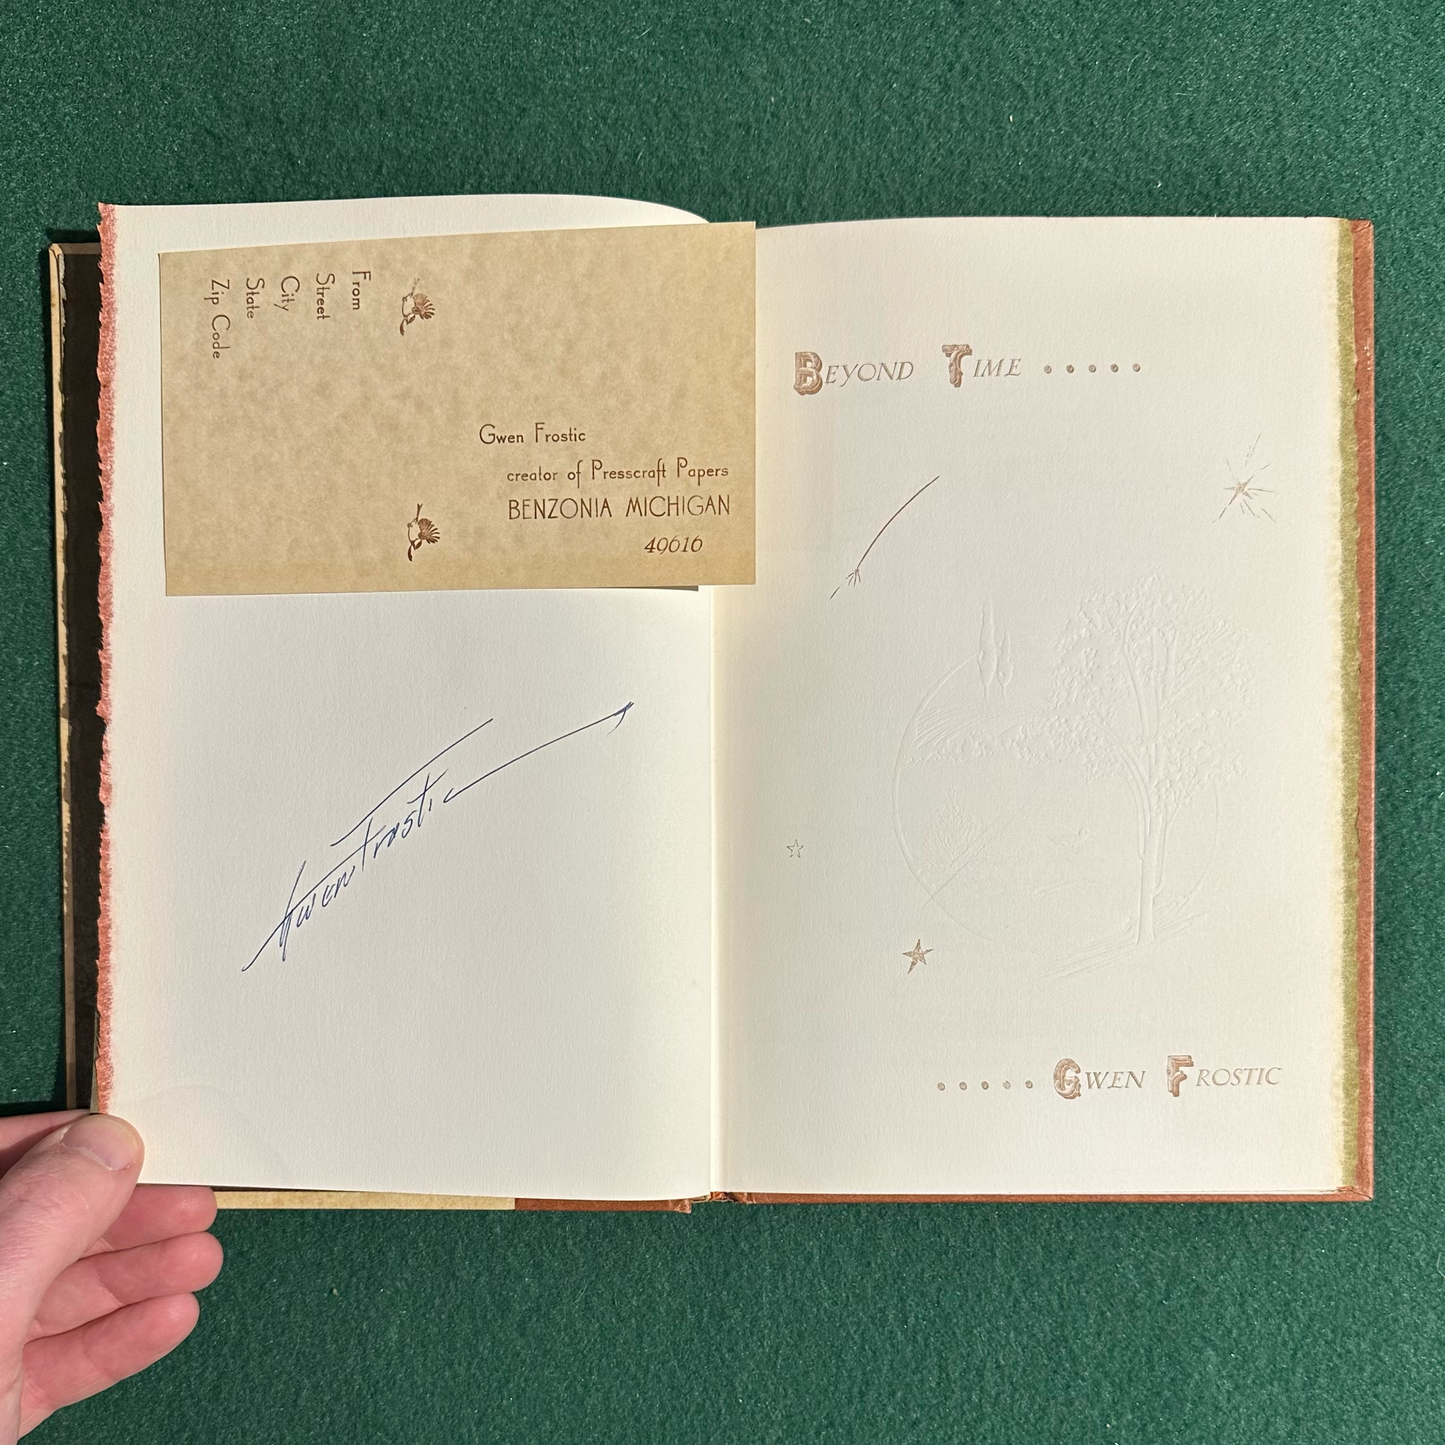 From
Street
City
State
Zip Code
Gwen Frostic
creator of Presscraft Papers
BENZONIA MICHIGAN
49616
Gwen Frostic
BEYOND TIME .....
..... GWEN FROSTIC